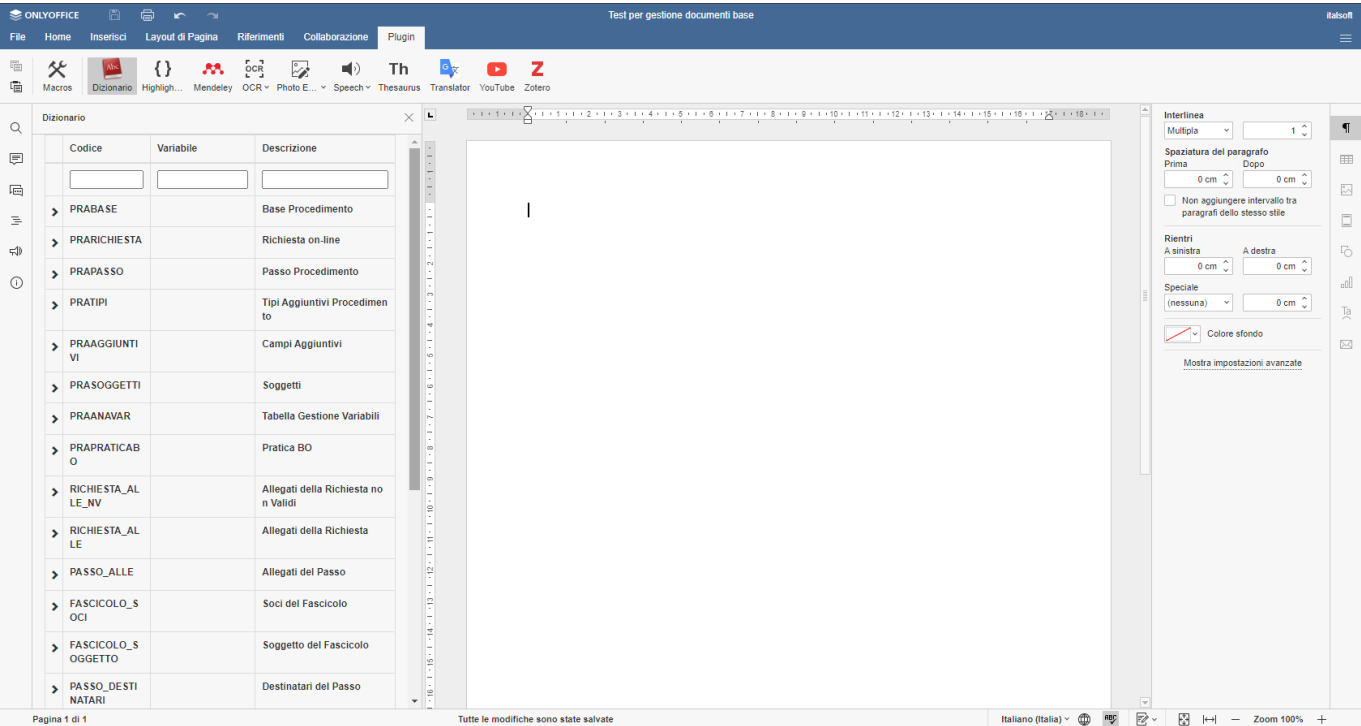 ONLYOFFICE
Test per gestione documenti base
italsoft
File Home Inserisci Layout di Pagina Riferimenti Collaborazione Plugin
Macros Dizionario Highligh... Mendeley OCR Photo E... Speech Thesaurus Translator YouTube Zotero
Dizionario
Codice Variabile Descrizione
PRABASE Base Procedimento
PRARICHIESTA Richiesta on-line
PRAPASSO Passo Procedimento
PRATIPI Tipi Aggiuntivi Procedimen
to
PRAAGGIUNTI Campi Aggiuntivi
VI
PRASOGGETTI Soggetti
PRAANAVAR Tabella Gestione Variabili
PRAPRATICAB Pratica BO
O
RICHIESTA_AL Allegati della Richiesta no
LE_NV n Validi
RICHIESTA_AL Allegati della Richiesta
LE
PASSO_ALLE Allegati del Passo
FASCICOLO_S Soci del Fascicolo
OCI
FASCICOLO_S Soggetto del Fascicolo
OGGETTO
PASSO_DESTI Destinatari del Passo
NATARI
Interlinea
Multipla 1
Spaziatura del paragrafo
Prima Dopo
0 cm 0 cm
Non aggiungere intervallo tra
paragrafi dello stesso stile
Rientri
A sinistra A destra
0 cm 0 cm
Speciale
(nessuna) 0 cm
Colore sfondo
Mostra impostazioni avanzate
Pagina 1 di 1
Tutte le modifiche sono state salvate
Italiano (Italia)
Zoom 100%